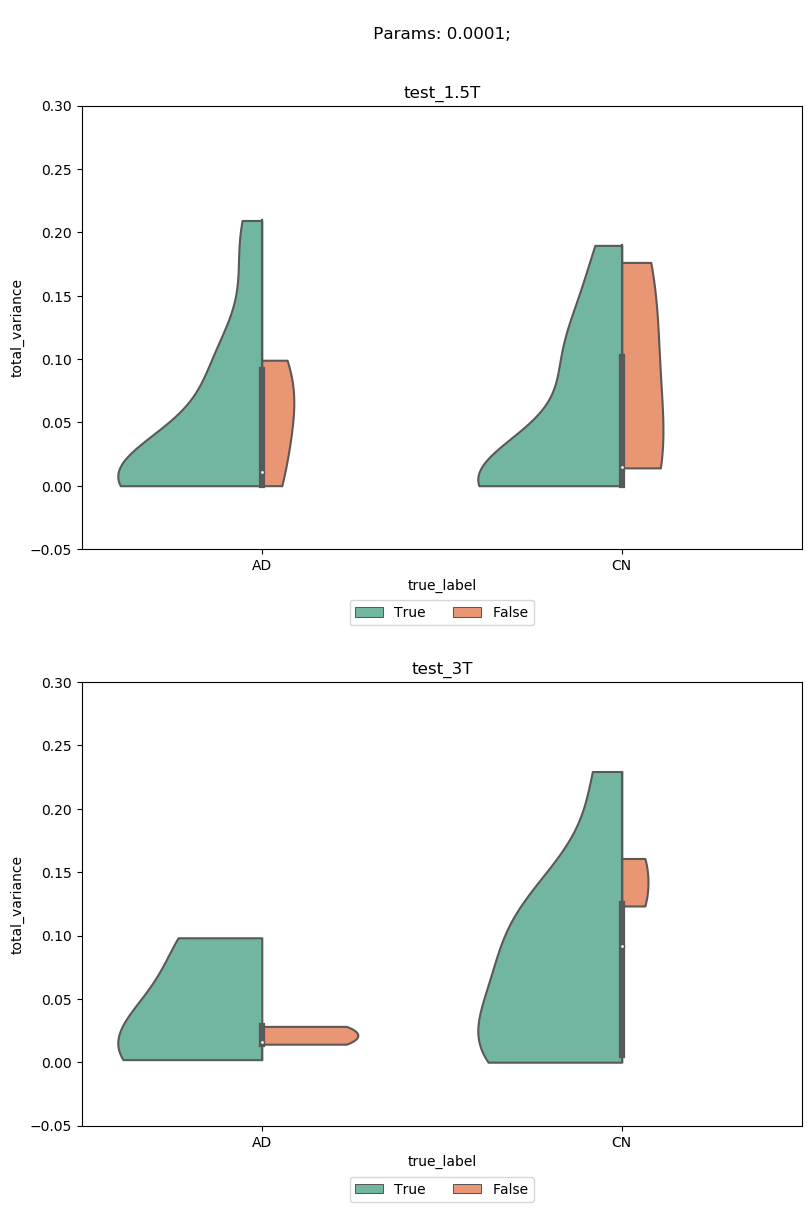 Params: 0.0001;
test_1.5T
0.30
0.25
0.20
0.15
0.10
0.05
0.00
−0.05
total_variance
AD CN
true_label
True False
test_3T
0.30
0.25
0.20
0.15
0.10
0.05
0.00
−0.05
total_variance
AD CN
true_label
True False